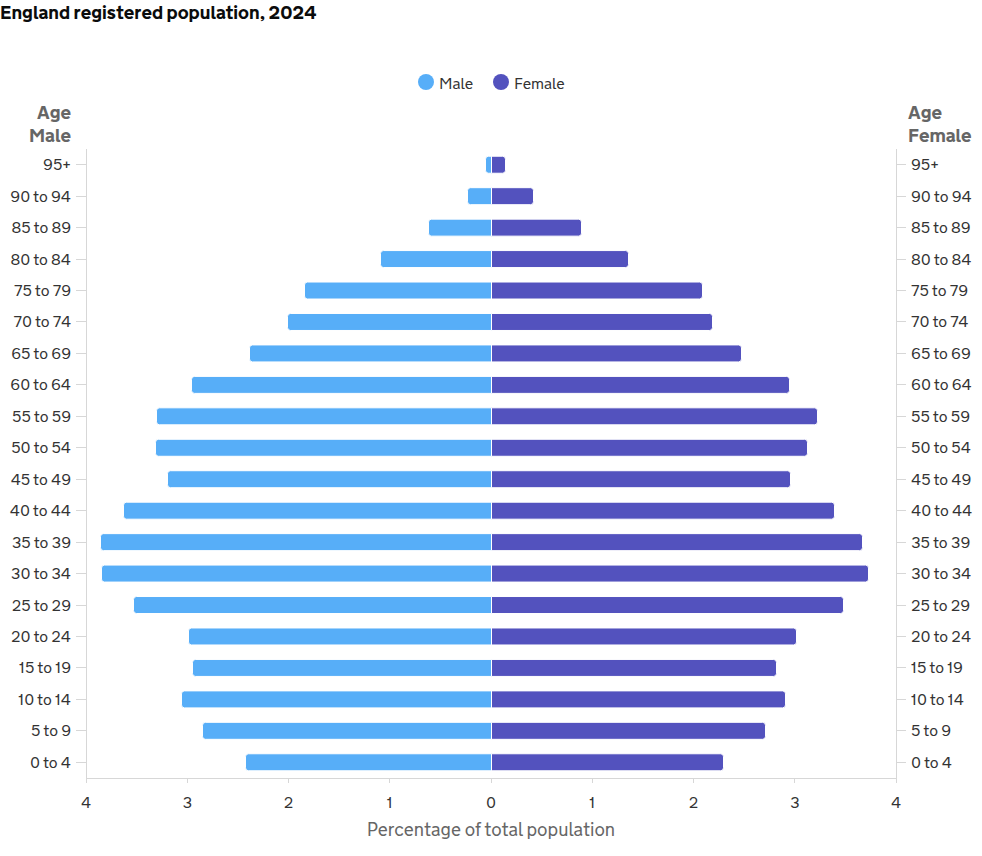 England registered population, 2024
Male Female
Age Male
Age Female
95+ 95+
90 to 94 90 to 94
85 to 89 85 to 89
80 to 84 80 to 84
75 to 79 75 to 79
70 to 74 70 to 74
65 to 69 65 to 69
60 to 64 60 to 64
55 to 59 55 to 59
50 to 54 50 to 54
45 to 49 45 to 49
40 to 44 40 to 44
35 to 39 35 to 39
30 to 34 30 to 34
25 to 29 25 to 29
20 to 24 20 to 24
15 to 19 15 to 19
10 to 14 10 to 14
5 to 9 5 to 9
0 to 4 0 to 4
4 3 2 1 0 1 2 3 4
Percentage of total population